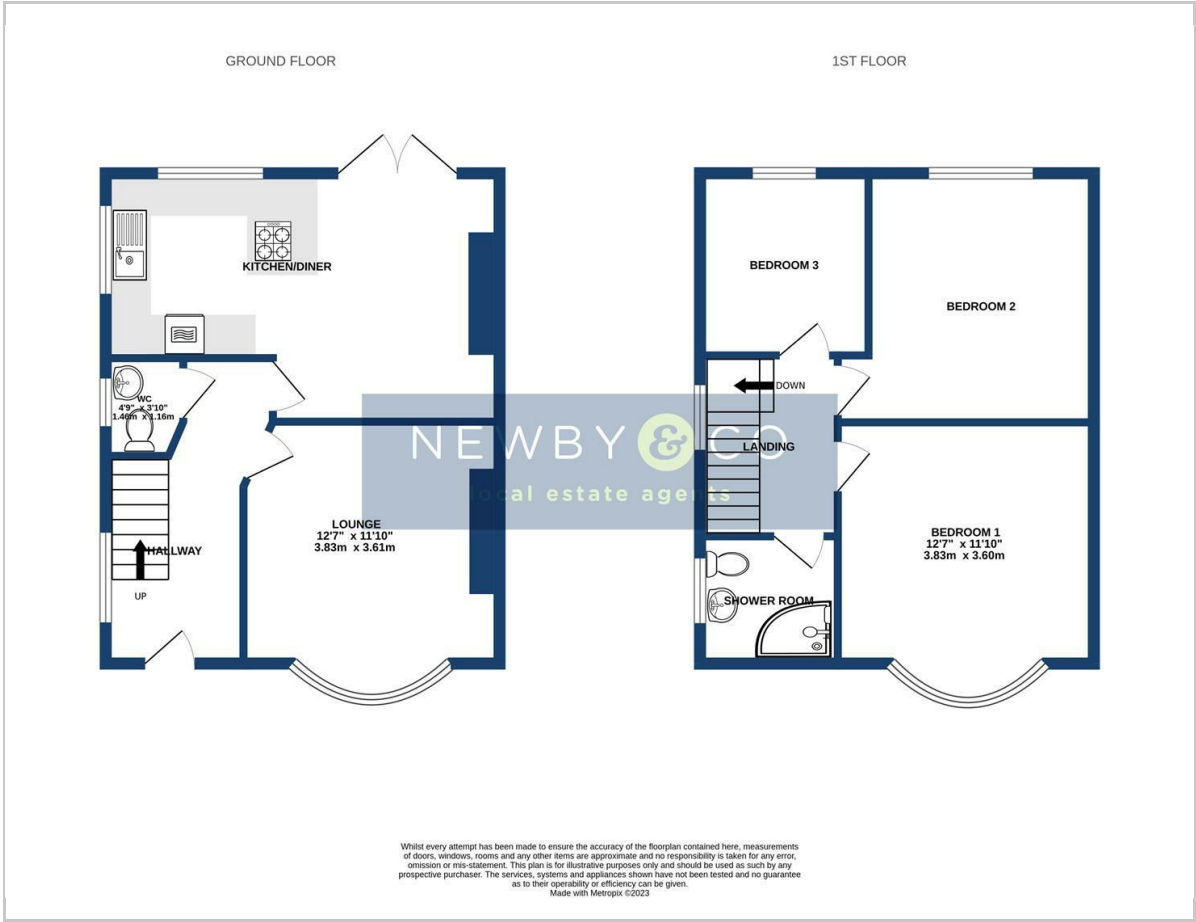 GROUND FLOOR
1ST FLOOR
KITCHEN/DINER
WC
4'9" x 3'10"
1.46m x 1.16m
LOUNGE
12'7" x 11'10"
3.83m x 3.61m
HALLWAY
UP
BEDROOM 3
BEDROOM 2
DOWN
LANDING
BEDROOM 1
12'7" x 11'10"
3.83m x 3.60m
SHOWER ROOM
NEWBY & CO
local estate agents
Whilst every attempt has been made to ensure the accuracy of the floorplan contained here, measurements
of doors, windows, rooms and any other items are approximate and no responsibility is taken for any error,
omission or mis-statement. This plan is for illustrative purposes only and should be used as such by any
prospective purchaser. The services, systems and appliances shown have not been tested and no guarantee
as to their operability or efficiency can be given.
Made with Metropix ©2023